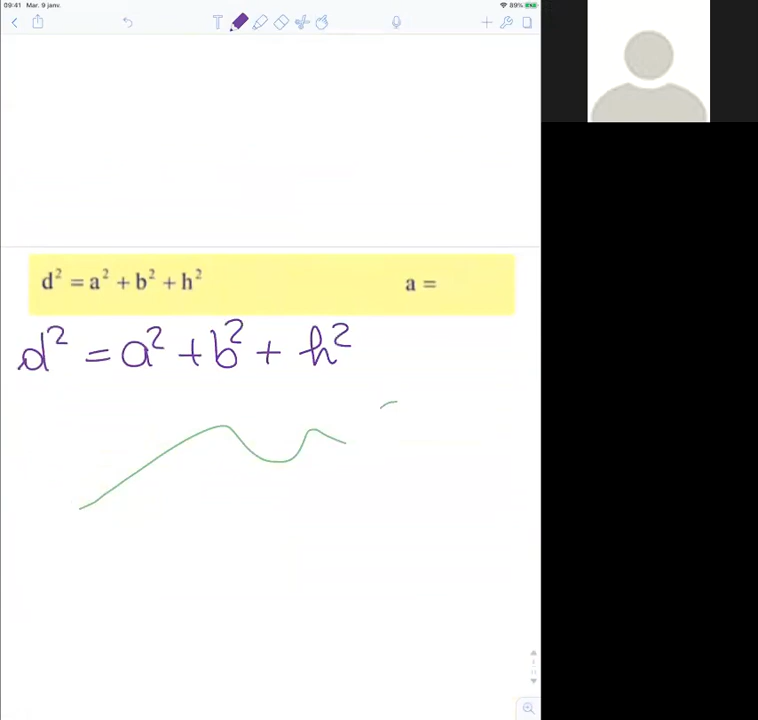 09:41 Mar. 9 janv. 89%
T
d² = a² + b² + h² a =
d² = a² + b² + h²